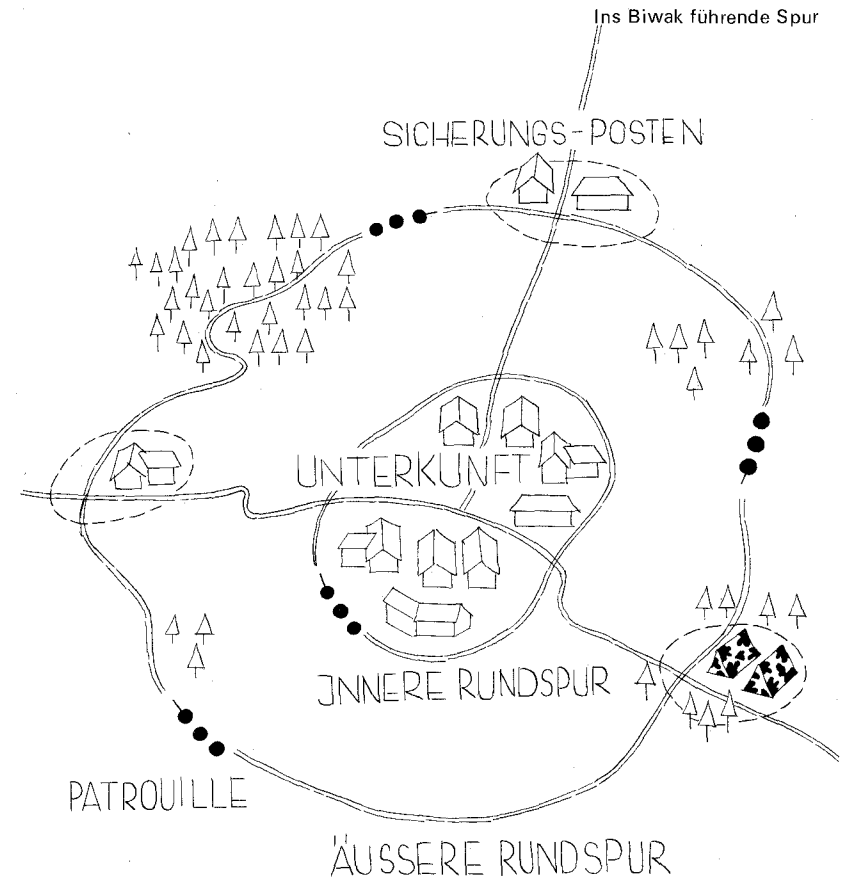 Ins Biwak führende Spur
SICHERUNGS-POSTEN
UNTERKUNFT
JNNERE RUNDSPUR
PATROUILLE
ÄUSSERE RUNDSPUR